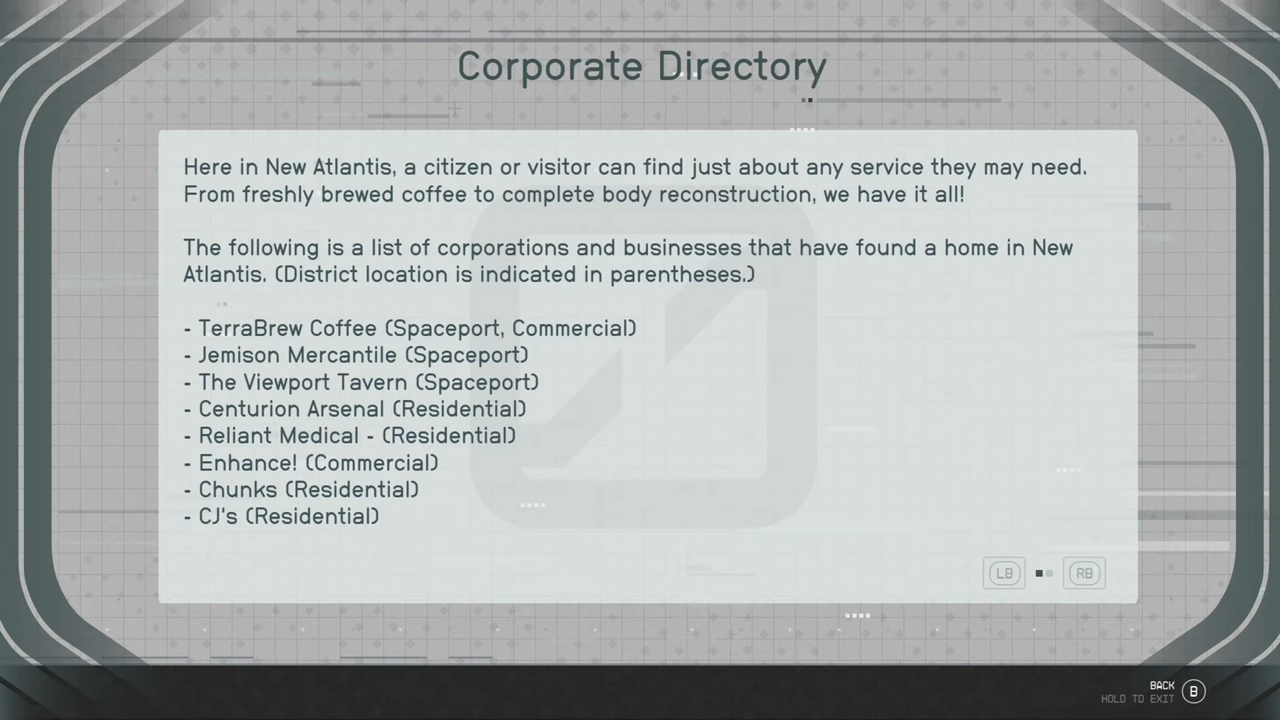 Corporate Directory
Here in New Atlantis, a citizen or visitor can find just about any service they may need.
From freshly brewed coffee to complete body reconstruction, we have it all!
The following is a list of corporations and businesses that have found a home in New
Atlantis. (District location is indicated in parentheses.)
- TerraBrew Coffee (Spaceport, Commercial)
- Jemison Mercantile (Spaceport)
- The Viewport Tavern (Spaceport)
- Centurion Arsenal (Residential)
- Reliant Medical - (Residential)
- Enhance! (Commercial)
- Chunks (Residential)
- CJ's (Residential)
LB RB
BACK
HOLD TO EXIT B